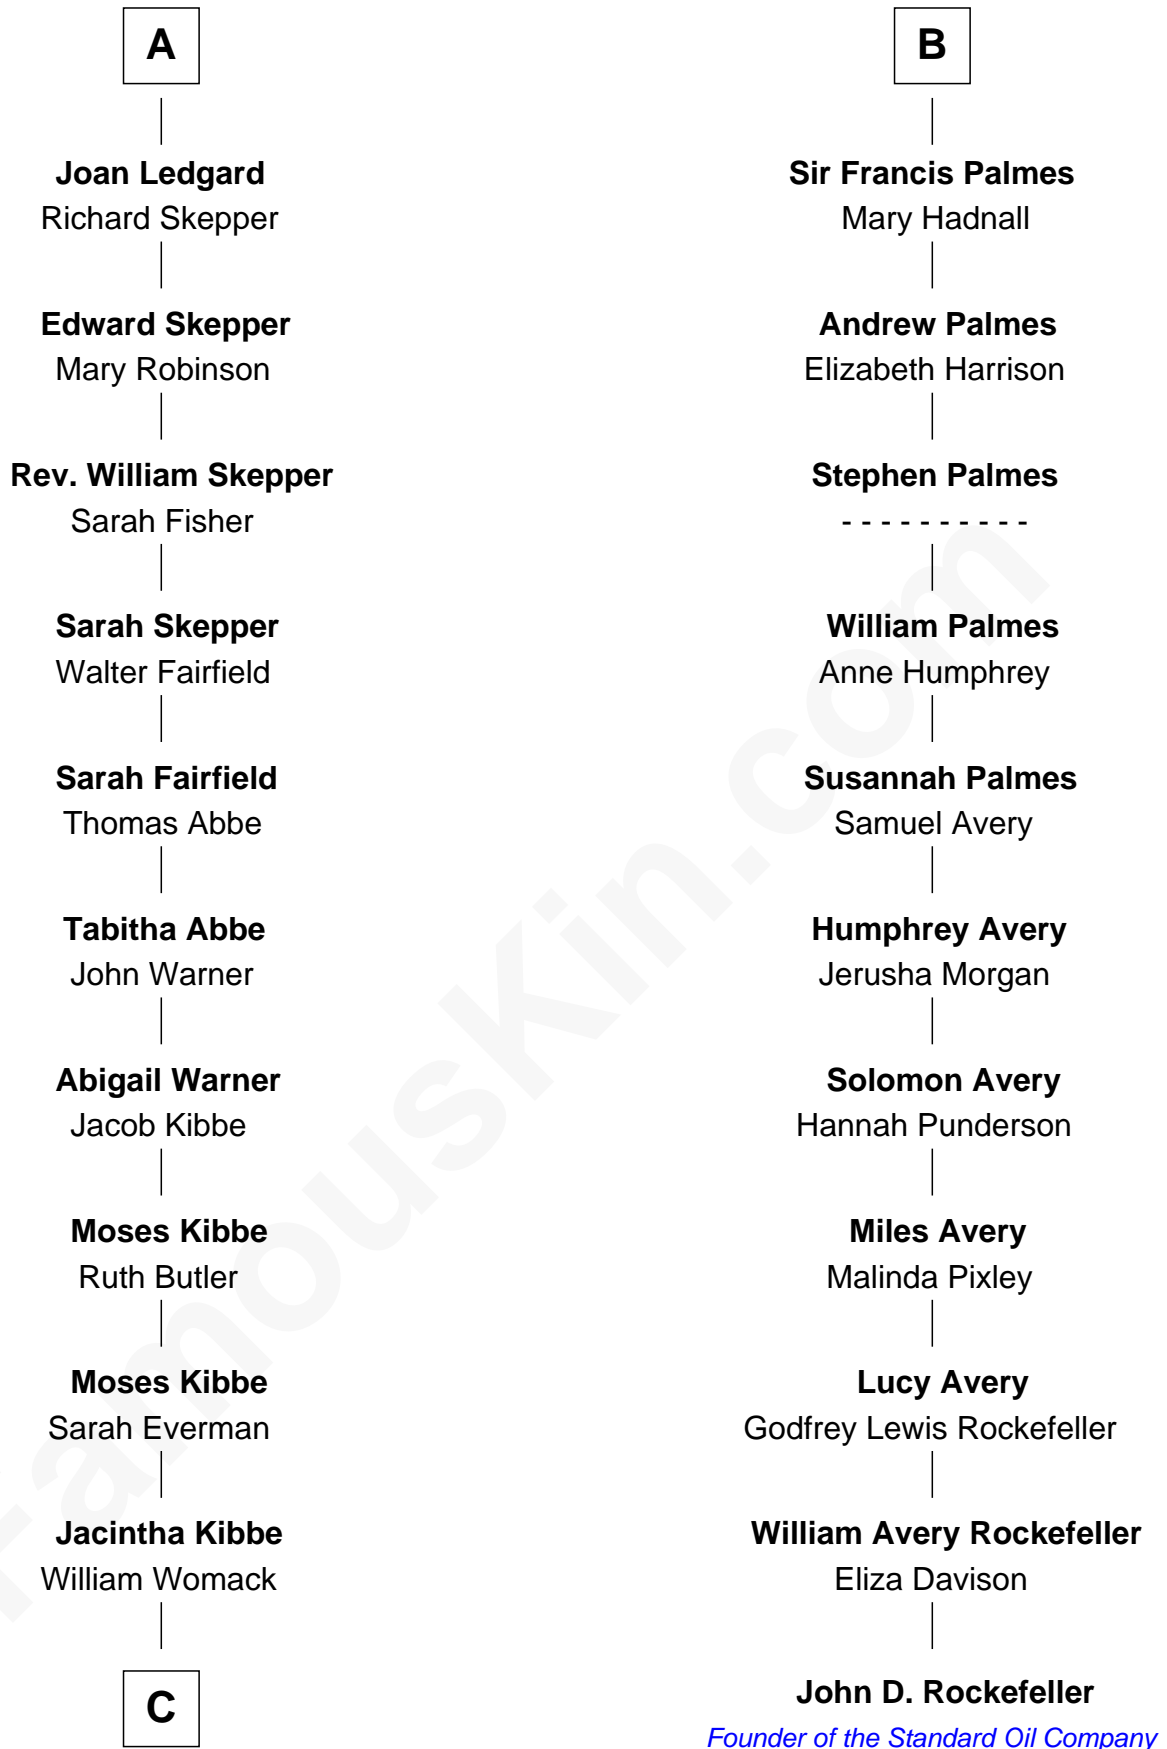 A
Joan Ledgard
Richard Skepper
Edward Skepper
Mary Robinson
Rev. William Skepper
Sarah Fisher
Sarah Skepper
Walter Fairfield
Sarah Fairfield
Thomas Abbe
Tabitha Abbe
John Warner
Abigail Warner
Jacob Kibbe
Moses Kibbe
Ruth Butler
Moses Kibbe
Sarah Everman
Jacintha Kibbe
William Womack
C
B
Sir Francis Palmes
Mary Hadnall
Andrew Palmes
Elizabeth Harrison
Stephen Palmes
- - - - - - - - - -
William Palmes
Anne Humphrey
Susannah Palmes
Samuel Avery
Humphrey Avery
Jerusha Morgan
Solomon Avery
Hannah Punderson
Miles Avery
Malinda Pixley
Lucy Avery
Godfrey Lewis Rockefeller
William Avery Rockefeller
Eliza Davison
John D. Rockefeller
Founder of the Standard Oil Company
FamousKin.com